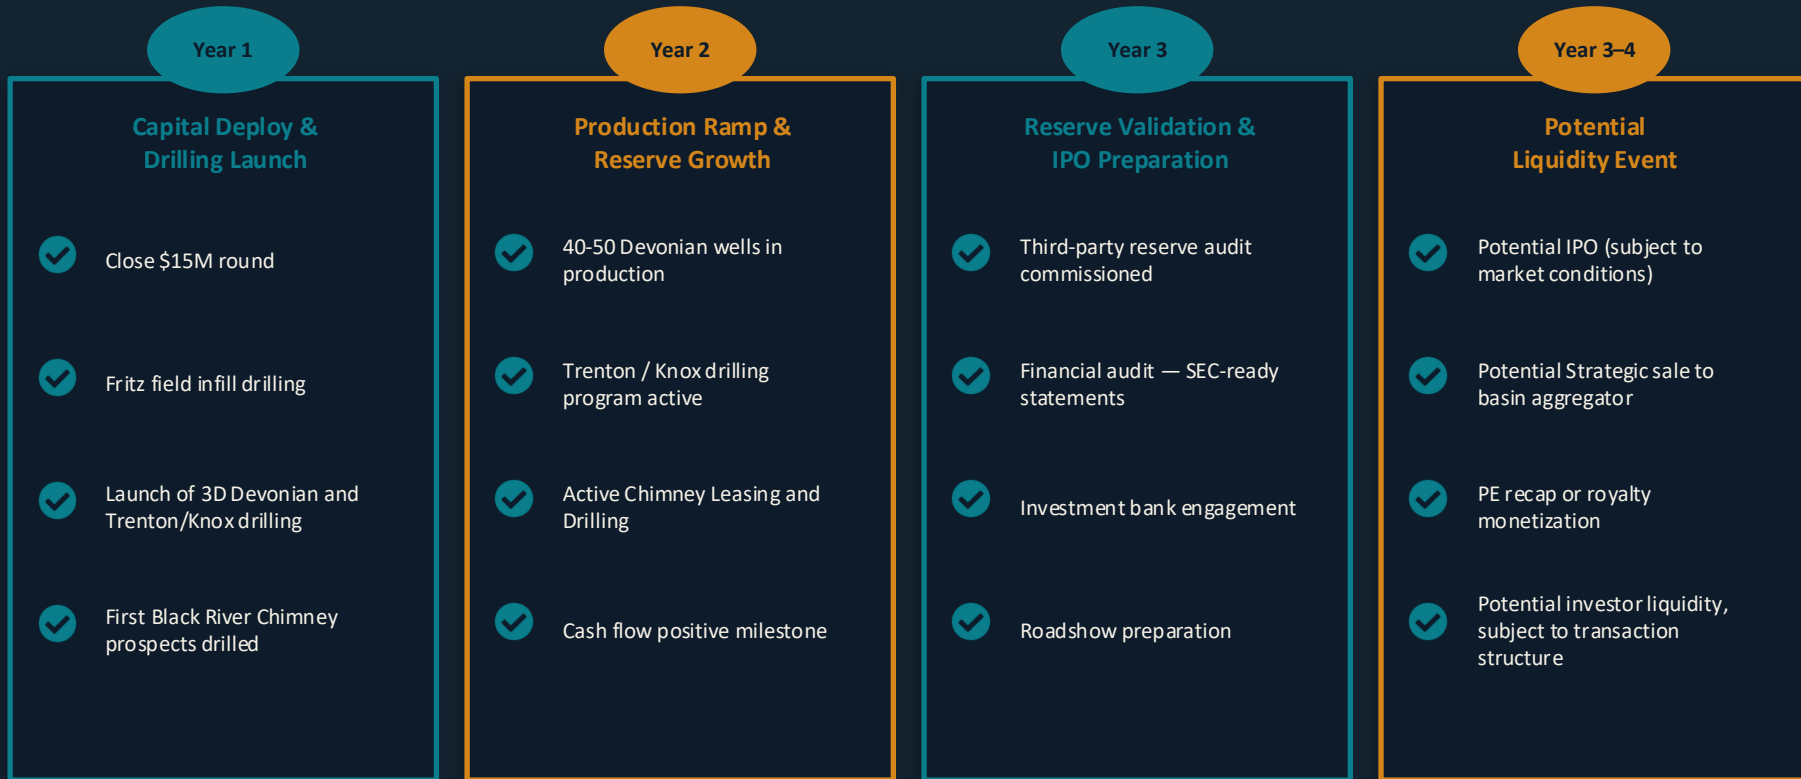 Year 1
Capital Deploy &
Drilling Launch
Close $15M round
Fritz field infill drilling
Launch of 3D Devonian and
Trenton/Knox drilling
First Black River Chimney
prospects drilled
Year 2
Production Ramp &
Reserve Growth
40-50 Devonian wells in
production
Trenton / Knox drilling
program active
Active Chimney Leasing and
Drilling
Cash flow positive milestone
Year 3
Reserve Validation &
IPO Preparation
Third-party reserve audit
commissioned
Financial audit — SEC-ready
statements
Investment bank engagement
Roadshow preparation
Year 3–4
Potential
Liquidity Event
Potential IPO (subject to
market conditions)
Potential Strategic sale to
basin aggregator
PE recap or royalty
monetization
Potential investor liquidity,
subject to transaction
structure